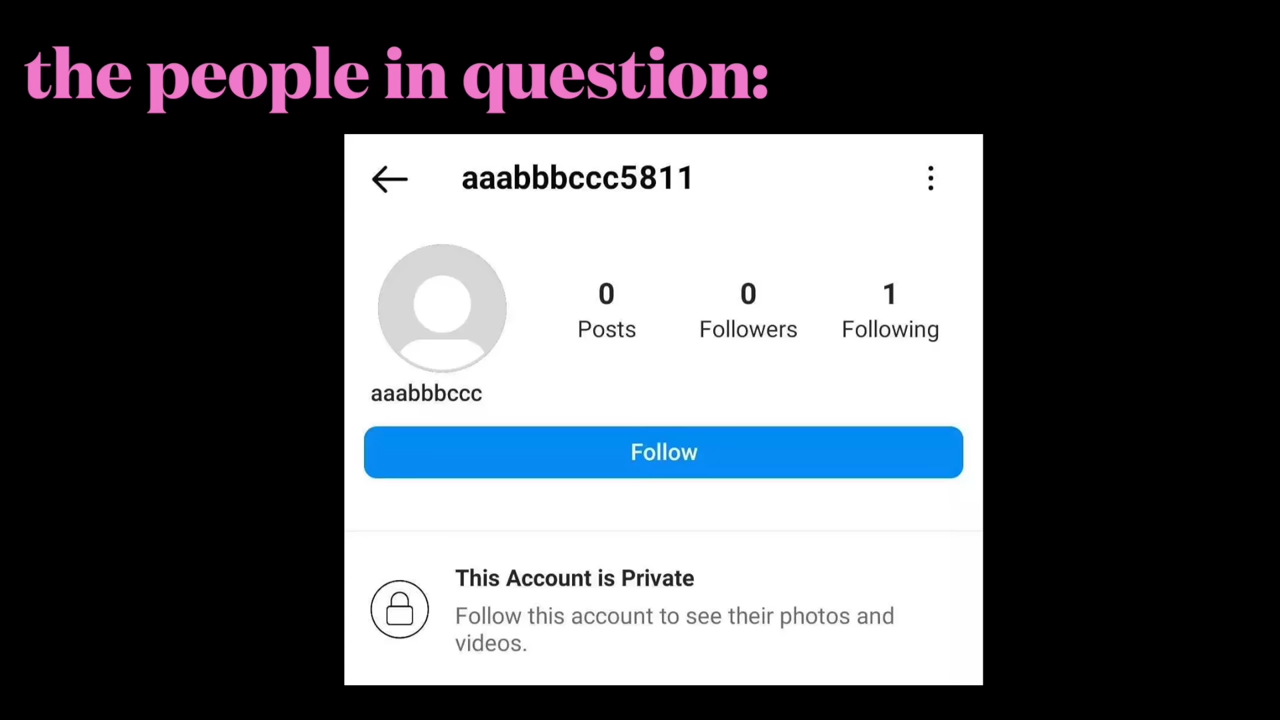 the people in question:
aaabbbccc5811
0 0 1
Posts Followers Following
aaabbbccc
Follow
This Account is Private
Follow this account to see their photos and
videos.